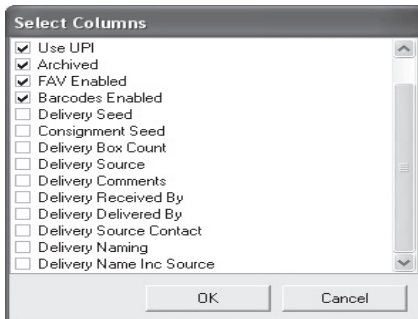 Select Columns
Use UPI
Archived
FAV Enabled
Barcodes Enabled
Delivery Seed
Consignment Seed
Delivery Box Count
Delivery Source
Delivery Comments
Delivery Received By
Delivery Delivered By
Delivery Source Contact
Delivery Naming
Delivery Name Inc Source
OK Cancel